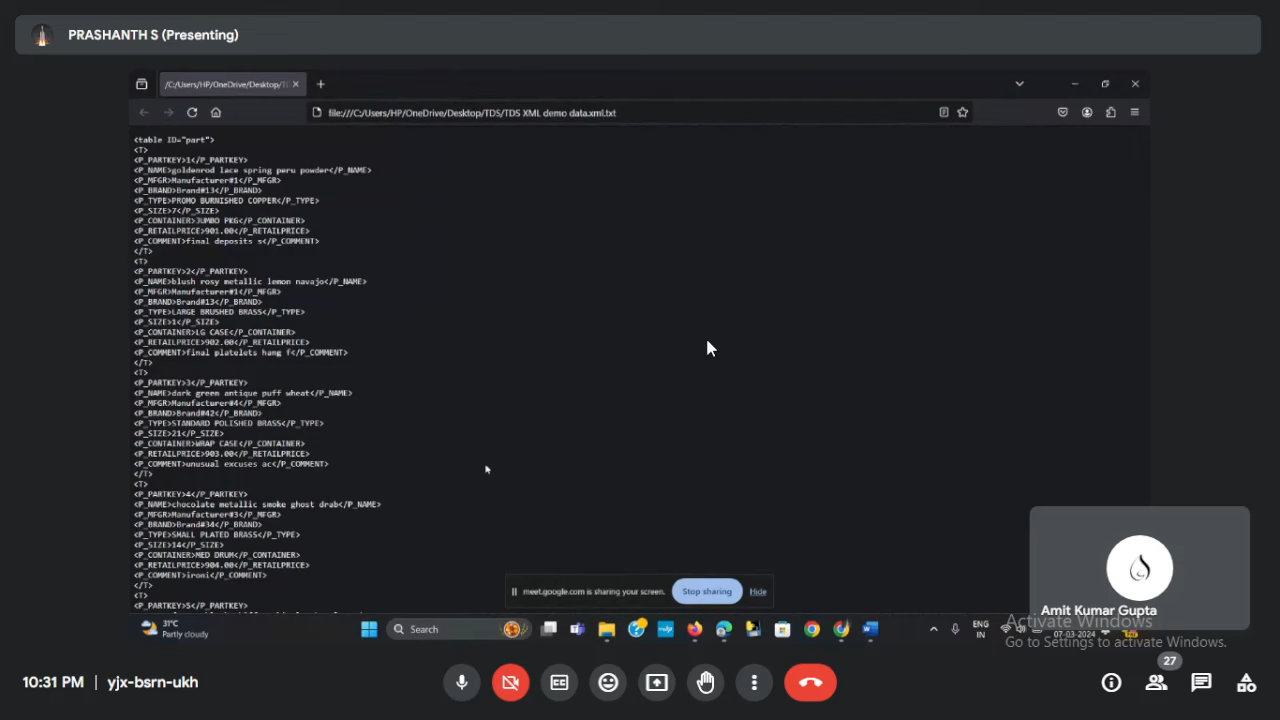 PRASHANTH S (Presenting)
/C:/Users/HP/OneDrive/Desktop/TD
file:///C:/Users/HP/OneDrive/Desktop/TDS/TDS XML demo data.xml.txt
<table ID="part">
<T>
<P_PARTKEY>1</P_PARTKEY>
<P_NAME>goldenrod lace spring peru powder</P_NAME>
<P_MFGR>Manufacturer#1</P_MFGR>
<P_BRAND>Brand#13</P_BRAND>
<P_TYPE>PROMO BURNISHED COPPER</P_TYPE>
<P_SIZE>7</P_SIZE>
<P_CONTAINER>JUMBO PKG</P_CONTAINER>
<P_RETAILPRICE>901.00</P_RETAILPRICE>
<P_COMMENT>final deposits s</P_COMMENT>
</T>
<T>
<P_PARTKEY>2</P_PARTKEY>
<P_NAME>blush rosy metallic lemon navajo</P_NAME>
<P_MFGR>Manufacturer#1</P_MFGR>
<P_BRAND>Brand#13</P_BRAND>
<P_TYPE>LARGE BRUSHED BRASS</P_TYPE>
<P_SIZE>1</P_SIZE>
<P_CONTAINER>LG CASE</P_CONTAINER>
<P_RETAILPRICE>902.00</P_RETAILPRICE>
<P_COMMENT>final platelets hang f</P_COMMENT>
</T>
<T>
<P_PARTKEY>3</P_PARTKEY>
<P_NAME>dark green antique puff wheat</P_NAME>
<P_MFGR>Manufacturer#4</P_MFGR>
<P_BRAND>Brand#42</P_BRAND>
<P_TYPE>STANDARD POLISHED BRASS</P_TYPE>
<P_SIZE>21</P_SIZE>
<P_CONTAINER>WRAP CASE</P_CONTAINER>
<P_RETAILPRICE>903.00</P_RETAILPRICE>
<P_COMMENT>unusual excuses ac</P_COMMENT>
</T>
<T>
<P_PARTKEY>4</P_PARTKEY>
<P_NAME>chocolate metallic smoke ghost drab</P_NAME>
<P_MFGR>Manufacturer#3</P_MFGR>
<P_BRAND>Brand#34</P_BRAND>
<P_TYPE>SMALL PLATED BRASS</P_TYPE>
<P_SIZE>14</P_SIZE>
<P_CONTAINER>MED DRUM</P_CONTAINER>
<P_RETAILPRICE>904.00</P_RETAILPRICE>
<P_COMMENT>ironi</P_COMMENT>
</T>
<T>
<P_PARTKEY>5</P_PARTKEY>
meet.google.com is sharing your screen. Stop sharing Hide
Amit Kumar Gupta
Activate Windows
Go to Settings to activate Windows.
31°C
Partly cloudy
Search
ENG
IN
07-03-2024
10:31 PM | yjx-bsrn-ukh
27